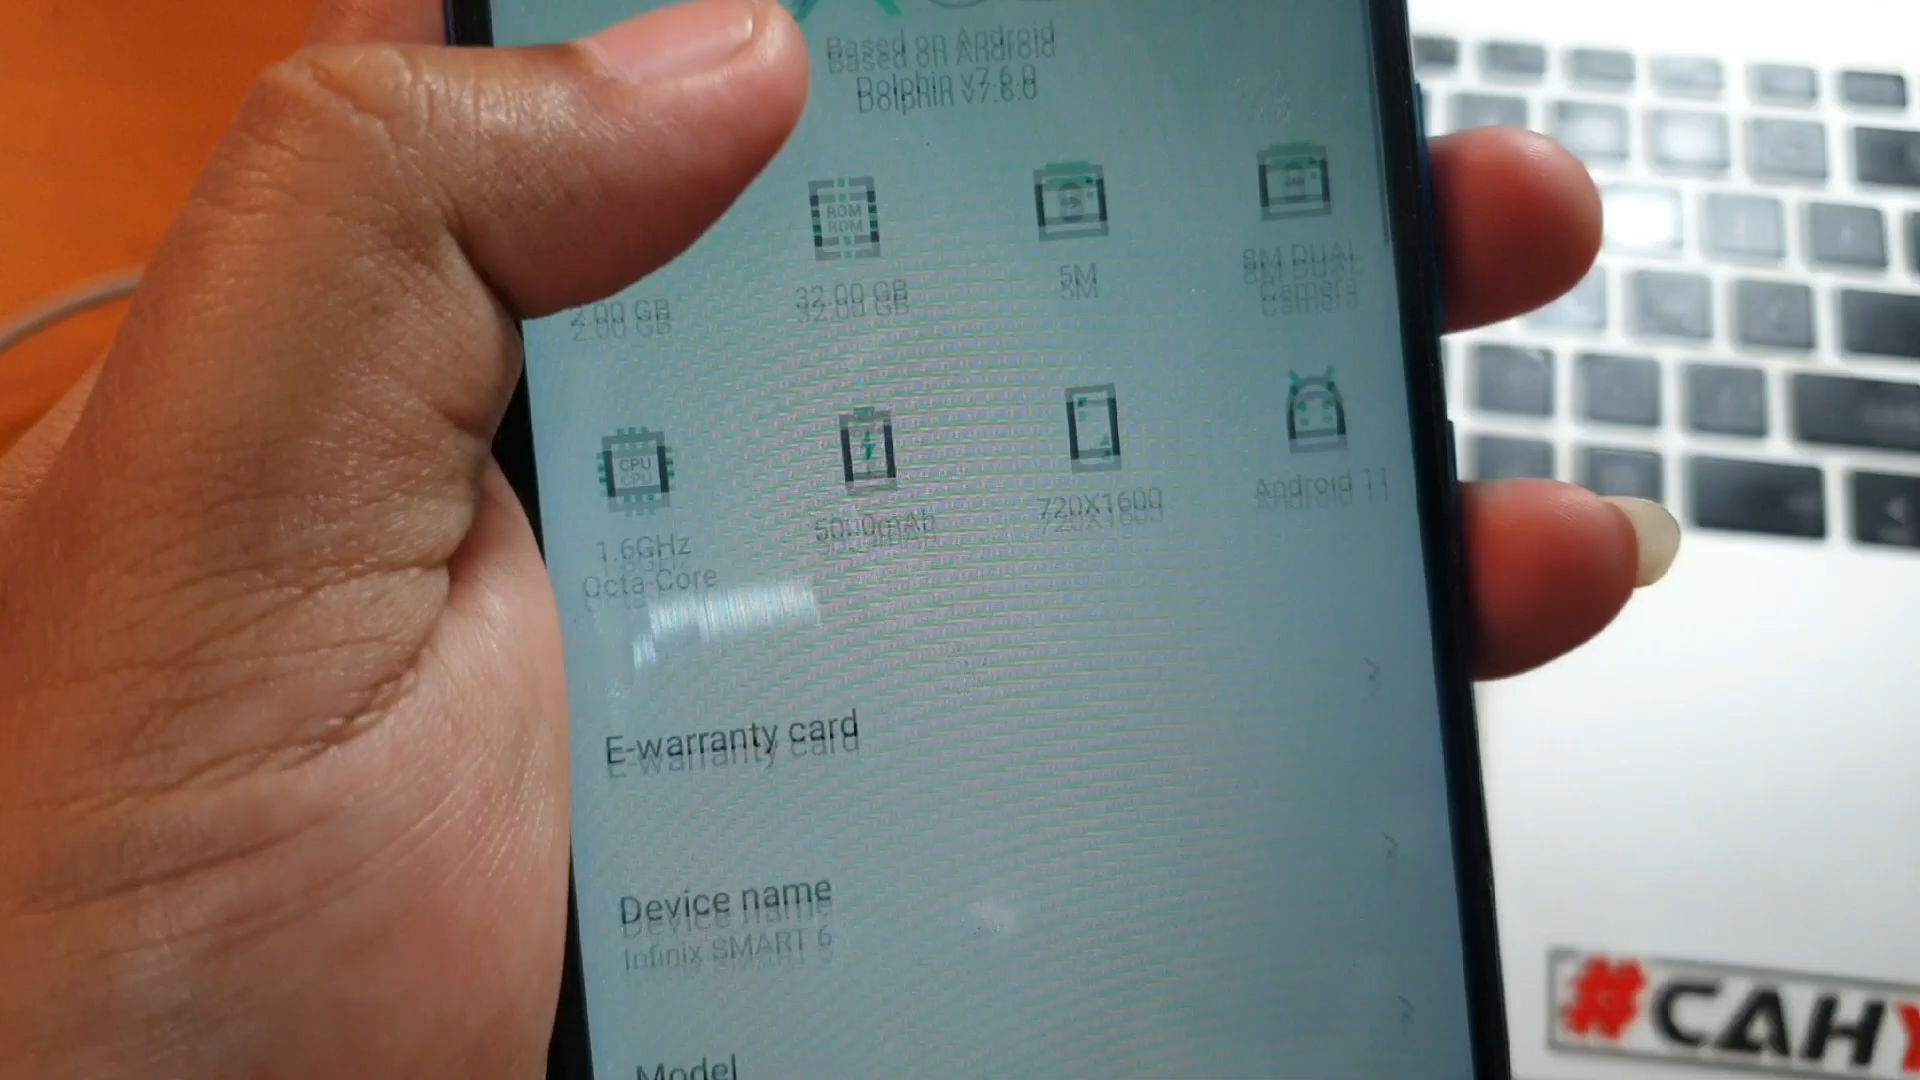 Based on Android
Dolphin v7.6.0
ROM
2.00 GB
32.00 GB
5M
8M DUAL
Camera
CPU
1.6GHz
Octa-Core
5000mAh
720X1600
Android 11
E-warranty card
Device name
Infinix SMART 6
Model
#CAHY